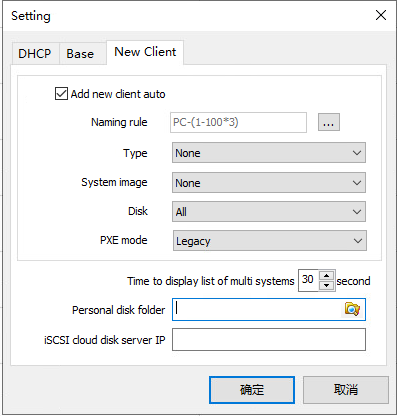 Setting
DHCP Base New Client
Add new client auto
Naming rule PC-(1-100*3) ...
Type None
System image None
Disk All
PXE mode Legacy
Time to display list of multi systems 30 second
Personal disk folder
iSCSI cloud disk server IP
确定 取消